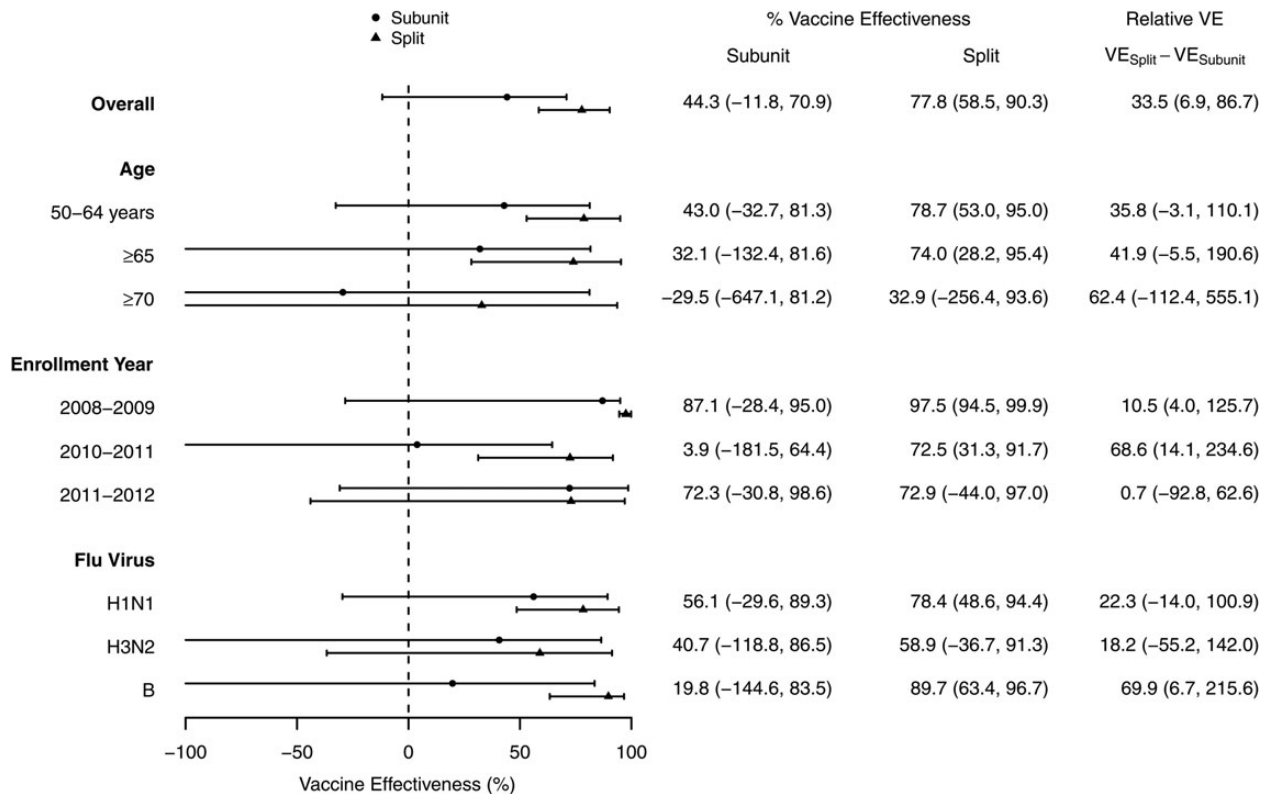 Subunit
Split
% Vaccine Effectiveness Relative VE
Subunit Split VESplit − VESubunit
Overall 44.3 (−11.8, 70.9) 77.8 (58.5, 90.3) 33.5 (6.9, 86.7)
Age
50−64 years 43.0 (−32.7, 81.3) 78.7 (53.0, 95.0) 35.8 (−3.1, 110.1)
≥65 32.1 (−132.4, 81.6) 74.0 (28.2, 95.4) 41.9 (−5.5, 190.6)
≥70 −29.5 (−647.1, 81.2) 32.9 (−256.4, 93.6) 62.4 (−112.4, 555.1)
Enrollment Year
2008−2009 87.1 (−28.4, 95.0) 97.5 (94.5, 99.9) 10.5 (4.0, 125.7)
2010−2011 3.9 (−181.5, 64.4) 72.5 (31.3, 91.7) 68.6 (14.1, 234.6)
2011−2012 72.3 (−30.8, 98.6) 72.9 (−44.0, 97.0) 0.7 (−92.8, 62.6)
Flu Virus
H1N1 56.1 (−29.6, 89.3) 78.4 (48.6, 94.4) 22.3 (−14.0, 100.9)
H3N2 40.7 (−118.8, 86.5) 58.9 (−36.7, 91.3) 18.2 (−55.2, 142.0)
B 19.8 (−144.6, 83.5) 89.7 (63.4, 96.7) 69.9 (6.7, 215.6)
−100 −50 0 50 100
Vaccine Effectiveness (%)